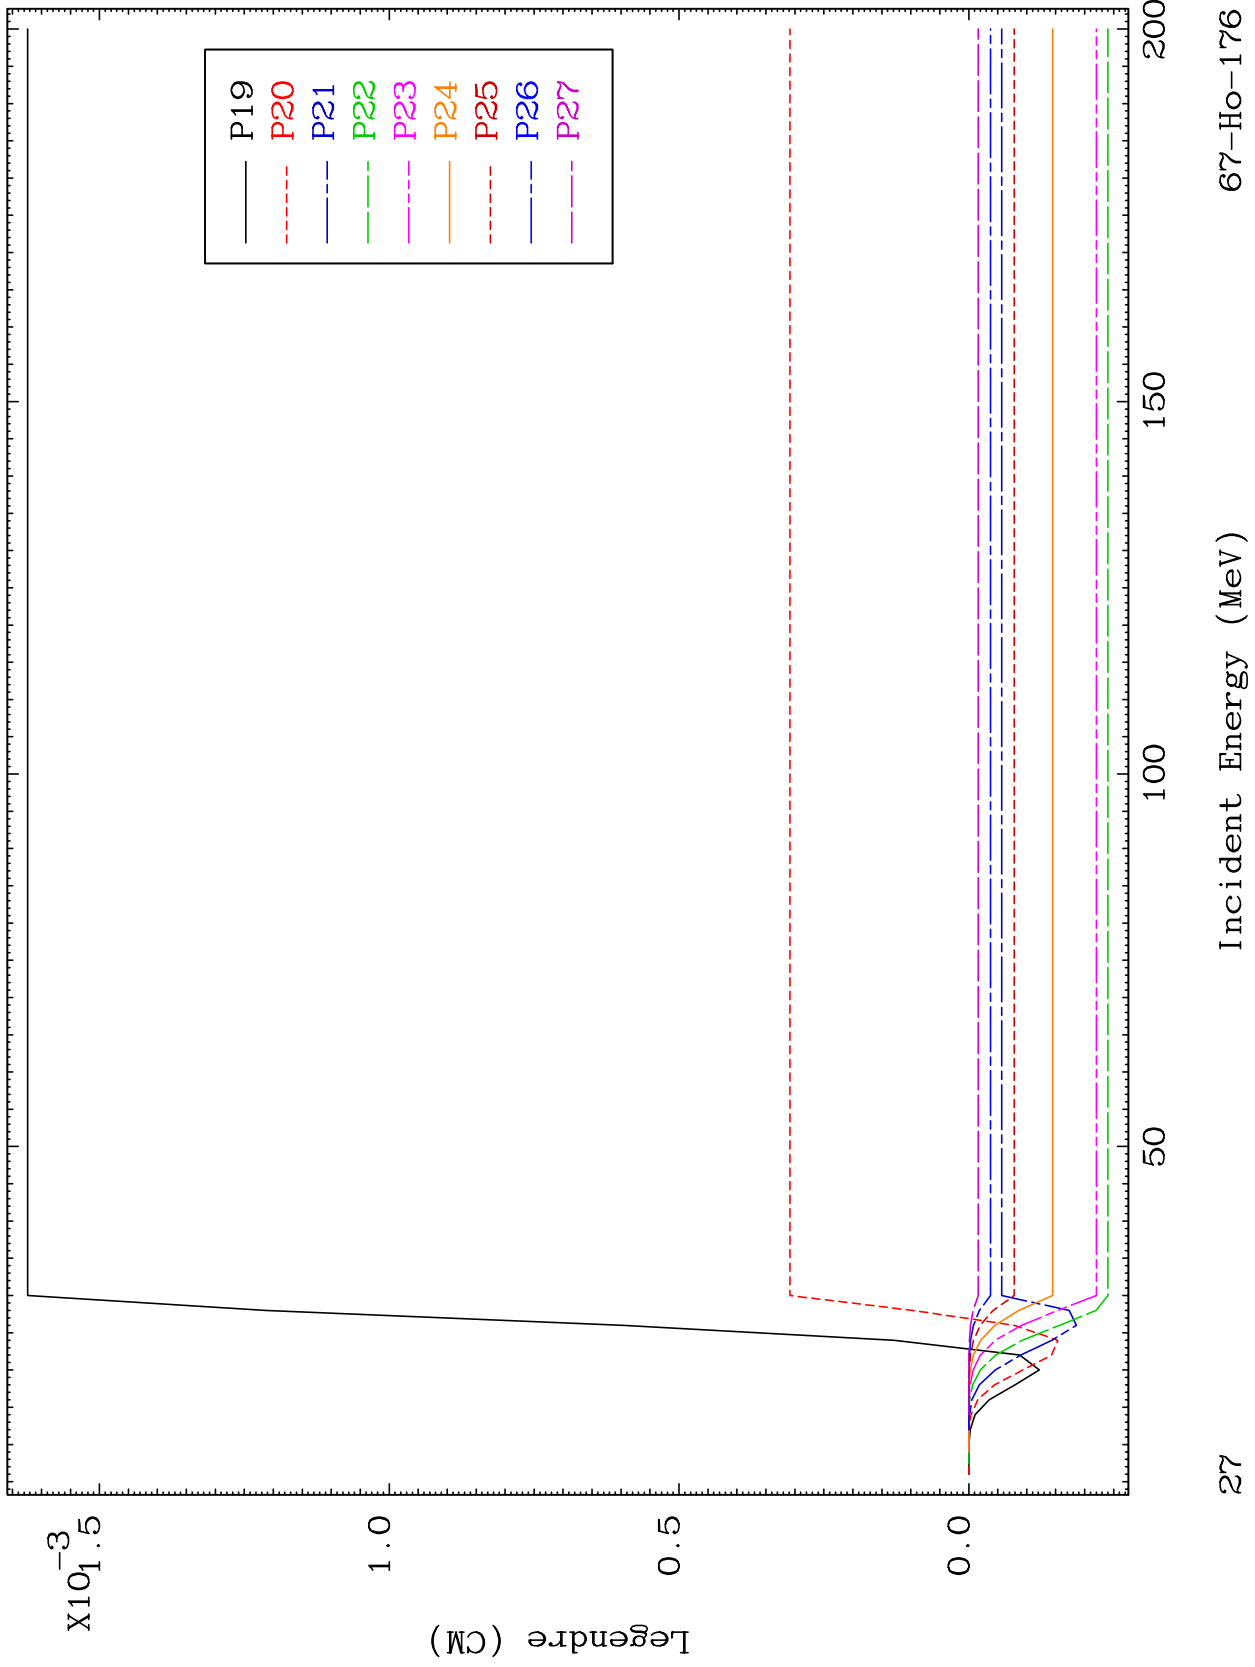 X10-3
1.5
1.0
0.5
0.0
Legendre (CM)
P19
P20
P21
P22
P23
P24
P25
P26
P27
50
100
150
200
Incident Energy (MeV)
27
67-Ho-176